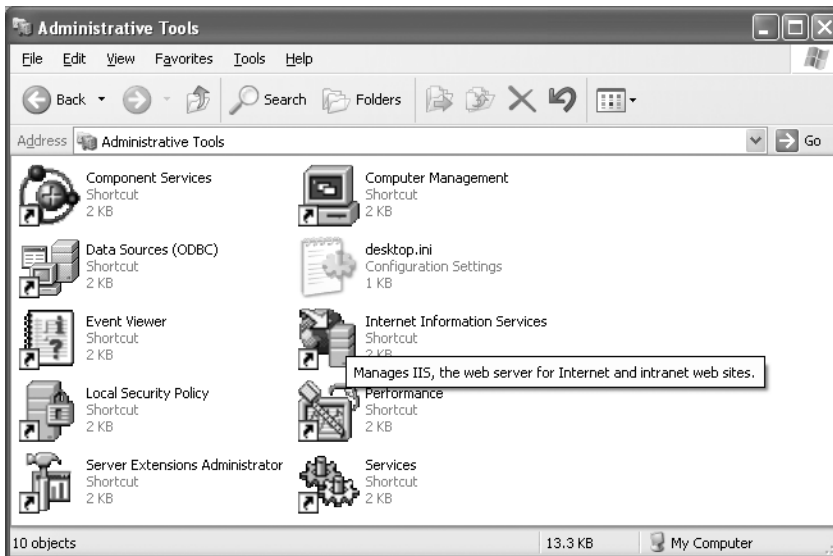 Administrative Tools
File Edit View Favorites Tools Help
Back Search Folders
Address Administrative Tools Go
Component Services
Shortcut
2 KB
Computer Management
Shortcut
2 KB
Data Sources (ODBC)
Shortcut
2 KB
desktop.ini
Configuration Settings
1 KB
Event Viewer
Shortcut
2 KB
Internet Information Services
Shortcut
2 KB
Manages IIS, the web server for Internet and intranet web sites.
Local Security Policy
Shortcut
2 KB
Performance
Shortcut
2 KB
Server Extensions Administrator
Shortcut
2 KB
Services
Shortcut
2 KB
10 objects 13.3 KB My Computer